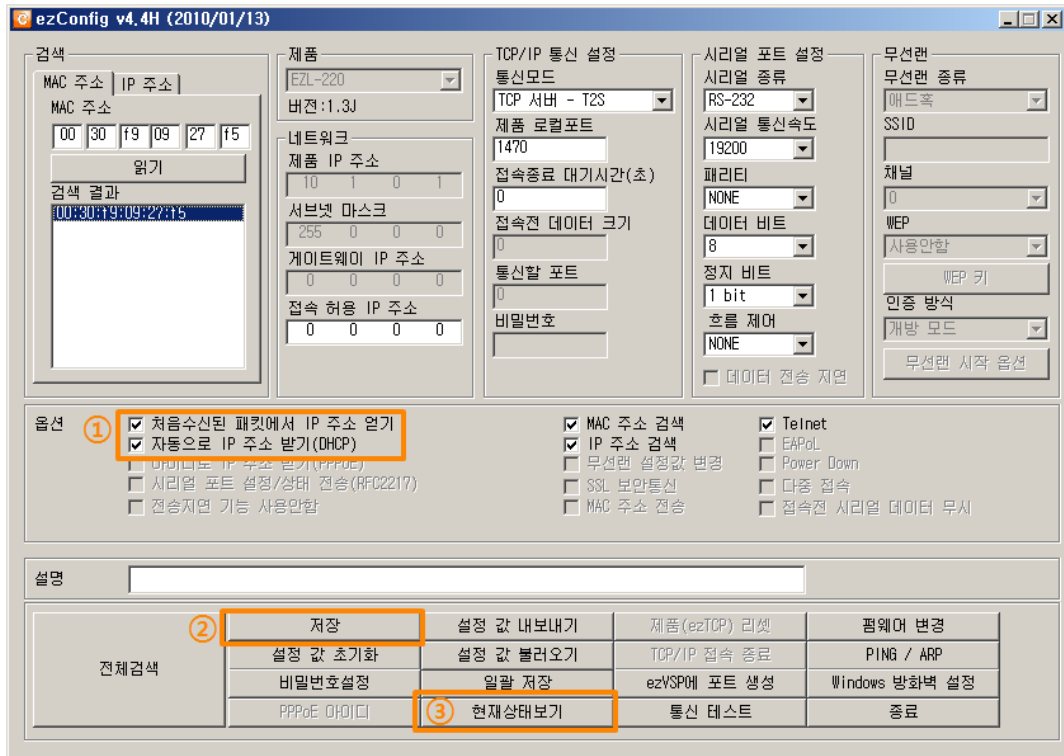 ezConfig v4.4H (2010/01/13)
검색
MAC 주소
IP 주소
MAC 주소
00 30 f9 09 27 f5
읽기
검색 결과
00:30:f9:09:27:f5
제품
EZL-220
버전:1.3J
네트워크
제품 IP 주소
10 1 0 1
서브넷 마스크
255 0 0 0
게이트웨이 IP 주소
0 0 0 0
접속 허용 IP 주소
0 0 0 0
TCP/IP 통신 설정
통신모드
TCP 서버 - T2S
제품 로컬포트
1470
접속종료 대기시간(초)
0
접속전 데이터 크기
0
통신할 포트
0
비밀번호
시리얼 포트 설정
시리얼 종류
RS-232
시리얼 통신속도
19200
패리티
NONE
데이터 비트
8
정지 비트
1 bit
흐름 제어
NONE
데이터 전송 지연
무선랜
무선랜 종류
애드혹
SSID
채널
0
WEP
사용안함
WEP 키
인증 방식
개방 모드
무선랜 시작 옵션
옵션
①
처음수신된 패킷에서 IP 주소 얻기
자동으로 IP 주소 받기(DHCP)
아이디로 IP 주소 받기(PPPoE)
시리얼 포트 설정/상태 전송(RFC2217)
전송지연 기능 사용안함
MAC 주소 검색
IP 주소 검색
무선랜 설정값 변경
SSL 보안통신
MAC 주소 전송
Telnet
EAPoL
Power Down
다중 접속
접속전 시리얼 데이터 무시
설명
전체검색
② 저장 설정 값 내보내기 제품(ezTCP) 리셋 펌웨어 변경
설정 값 초기화 설정 값 불러오기 TCP/IP 접속 종료 PING / ARP
비밀번호설정 일괄 저장 ezVSP에 포트 생성 Windows 방화벽 설정
PPPoE 아이디 ③ 현재상태보기 통신 테스트 종료